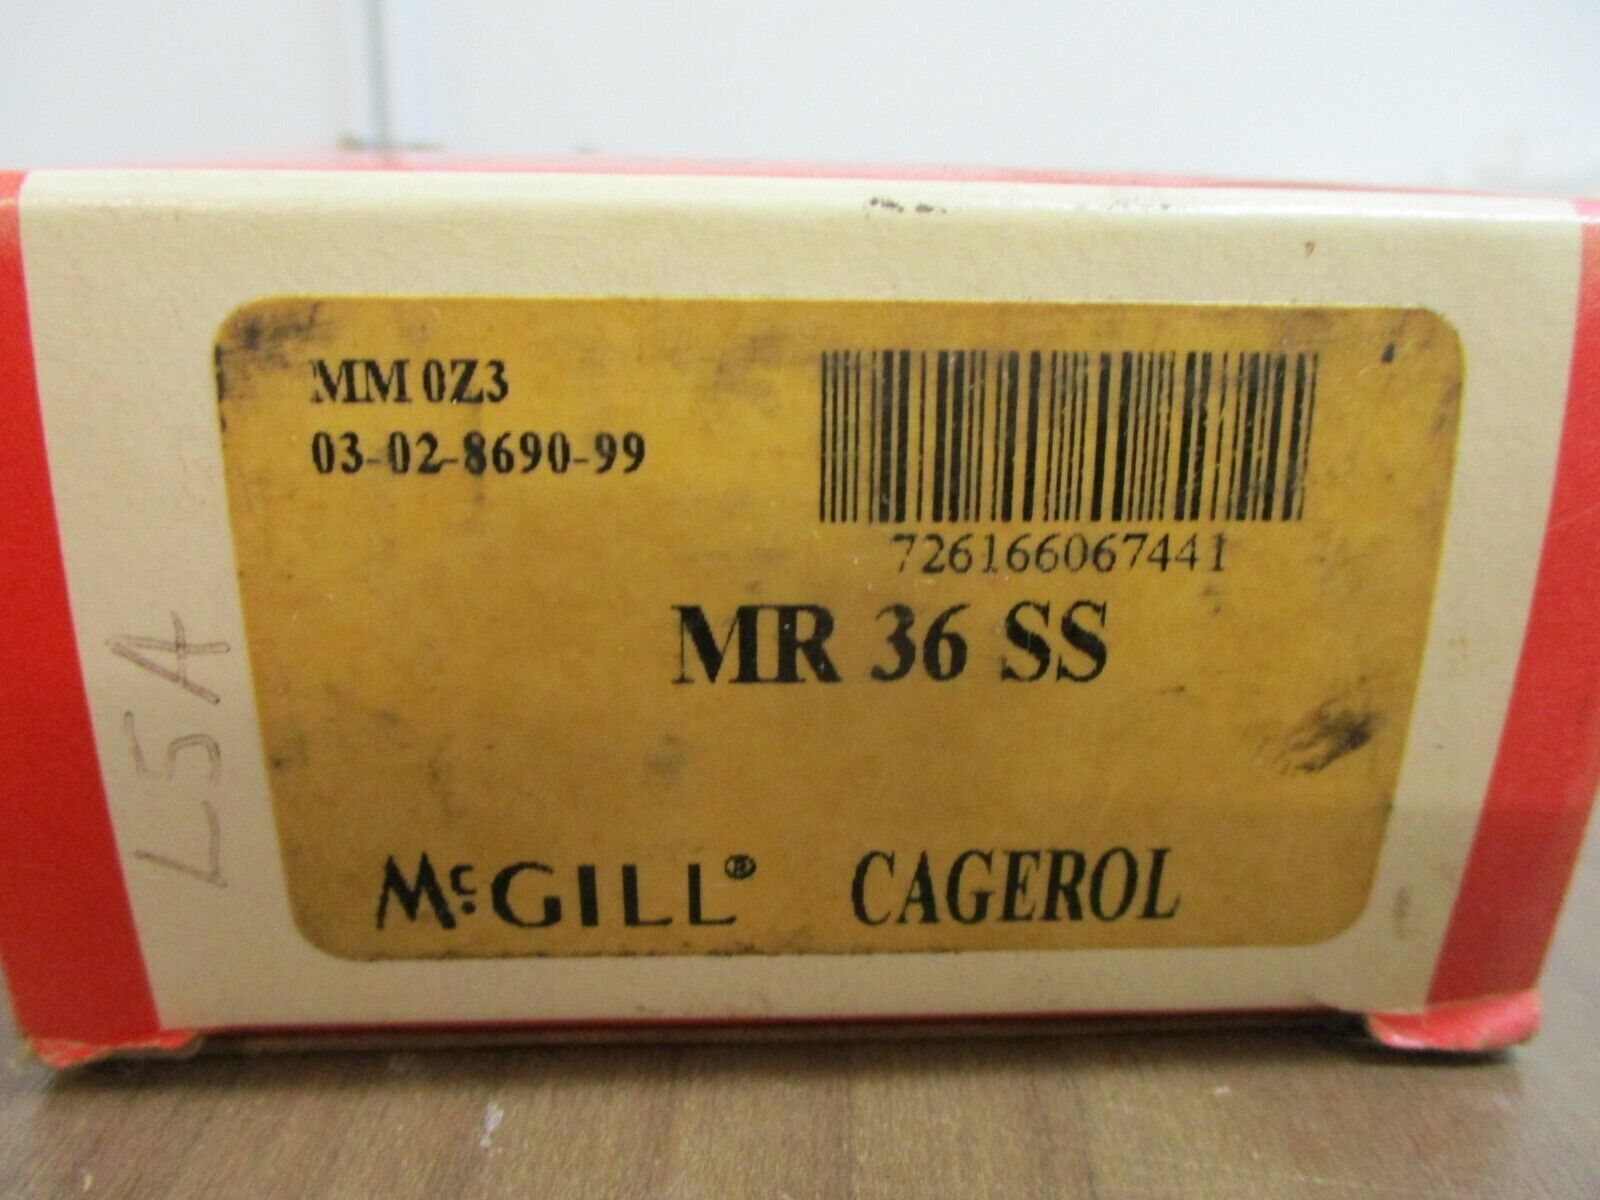 MM 0Z3
03-02-8690-99
726166067441
MR 36 SS
McGILL® CAGEROL
L5A